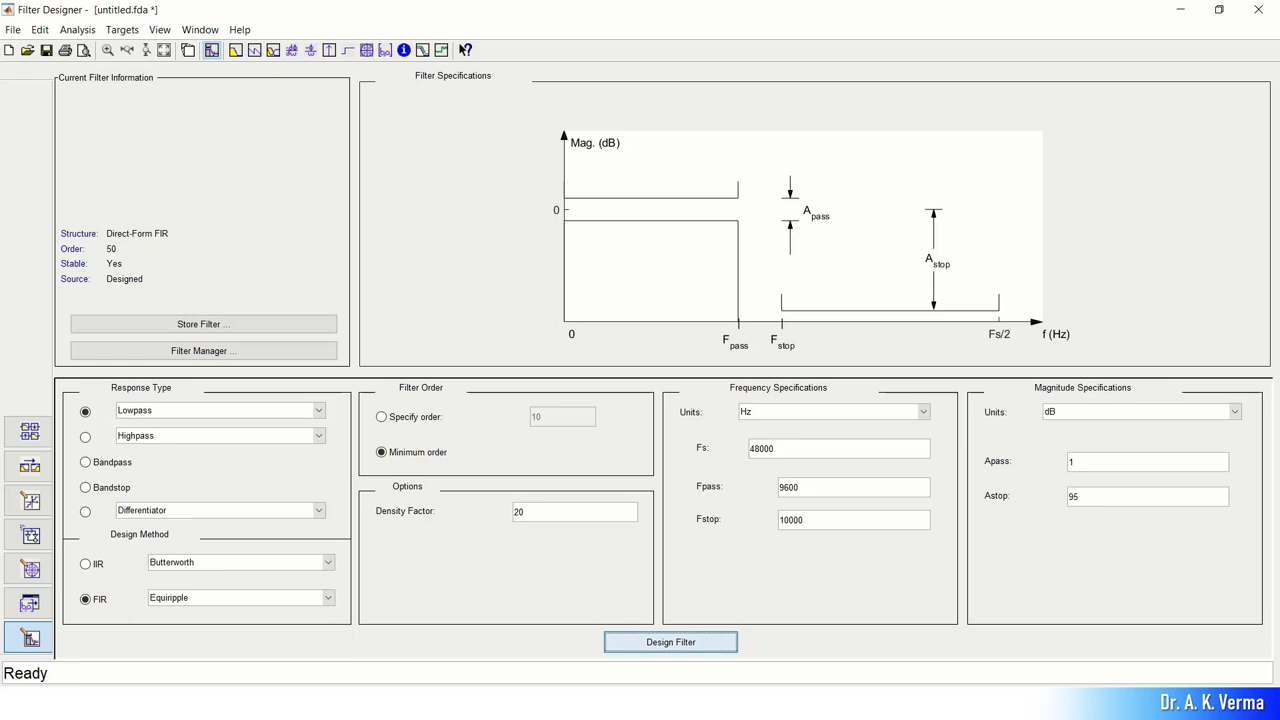 Filter Designer - [untitled.fda *]
File Edit Analysis Targets View Window Help
Current Filter Information
Structure: Direct-Form FIR
Order: 50
Stable: Yes
Source: Designed
Store Filter ...
Filter Manager ...
Filter Specifications
Mag. (dB)
0
A pass
A stop
0
F pass
F stop
Fs/2
f (Hz)
Response Type
Lowpass
Highpass
Bandpass
Bandstop
Differentiator
Design Method
IIR Butterworth
FIR Equiripple
Filter Order
Specify order: 10
Minimum order
Options
Density Factor: 20
Frequency Specifications
Units: Hz
Fs: 48000
Fpass: 9600
Fstop: 10000
Magnitude Specifications
Units: dB
Apass: 1
Astop: 95
Design Filter
Ready
Dr. A. K. Verma